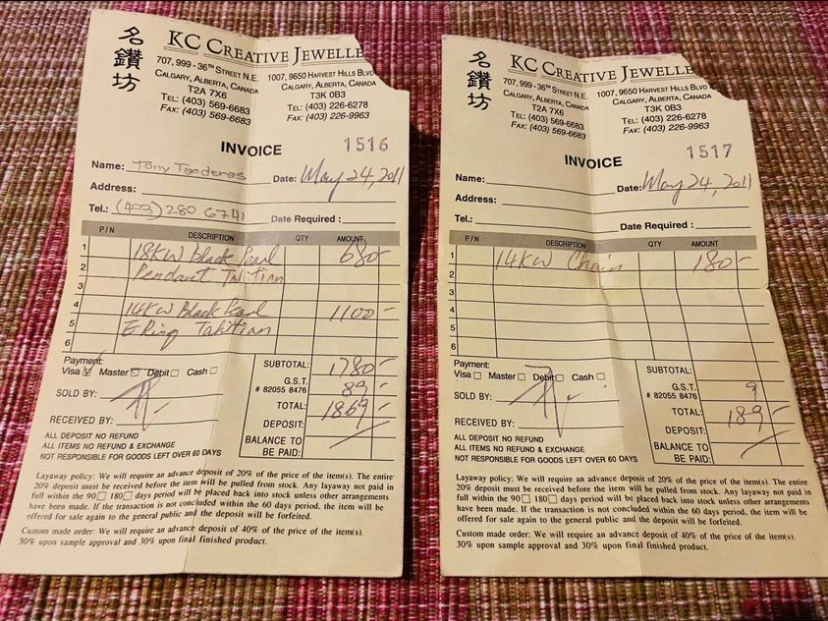 名鑽坊
KC CREATIVE JEWELLE
707, 999 - 36TH STREET N.E.
CALGARY, ALBERTA, CANADA
T2A 7X6
TEL: (403) 569-6683
FAX: (403) 569-6683
1007, 9650 HARVEST HILLS BLVD
CALGARY, ALBERTA, CANADA
T3K 0B3
TEL: (403) 226-6278
FAX: (403) 226-9963
INVOICE
1516
Name: Tony
Date: May 24, 2011
Address:
Tel.: (403) 280 6741
Date Required:
P/N DESCRIPTION QTY AMOUNT
1 18KW Black Pearl 680-
2 Pendant Tahitian
3
4 14KW Black Pearl 1100-
5 ERing Tahitian
6
Payment:
Visa Master Debit Cash
SOLD BY:
RECEIVED BY:
SUBTOTAL: 1780-
G.S.T. 89-
# 82055 8476
TOTAL: 1869-
DEPOSIT:
BALANCE TO BE PAID:
ALL DEPOSIT NO REFUND
ALL ITEMS NO REFUND & EXCHANGE
NOT RESPONSIBLE FOR GOODS LEFT OVER 60 DAYS
Layaway policy: We will require an advance deposit of 20% of the price of the item(s). The entire
20% deposit must be received before the item will be pulled from stock. Any layaway not paid in
full within the 90 180 days period will be placed back into stock unless other arrangements
have been made. If the transaction is not concluded within the 60 days period, the item will be
offered for sale again to the general public and the deposit will be forfeited.
Custom made order: We will require an advance deposit of 40% of the price of the item(s).
30% upon sample approval and 30% upon final finished product.
名鑽坊
KC CREATIVE JEWELLE
707, 999 - 36TH STREET N.E.
CALGARY, ALBERTA, CANADA
T2A 7X6
TEL: (403) 569-6683
FAX: (403) 569-6683
1007, 9650 HARVEST HILLS BLVD
CALGARY, ALBERTA, CANADA
T3K 0B3
TEL: (403) 226-6278
FAX: (403) 226-9963
INVOICE
1517
Name:
Date: May 24, 2011
Address:
Tel.:
Date Required:
P/N DESCRIPTION QTY AMOUNT
1 14KW Chain 180-
2
3
4
5
6
Payment:
Visa Master Debit Cash
SOLD BY:
RECEIVED BY:
SUBTOTAL:
G.S.T. 9
# 82055 8476
TOTAL: 189-
DEPOSIT:
BALANCE TO BE PAID:
ALL DEPOSIT NO REFUND
ALL ITEMS NO REFUND & EXCHANGE
NOT RESPONSIBLE FOR GOODS LEFT OVER 60 DAYS
Layaway policy: We will require an advance deposit of 20% of the price of the item(s). The entire
20% deposit must be received before the item will be pulled from stock. Any layaway not paid in
full within the 90 180 days period will be placed back into stock unless other arrangements
have been made. If the transaction is not concluded within the 60 days period, the item will be
offered for sale again to the general public and the deposit will be forfeited.
Custom made order: We will require an advance deposit of 40% of the price of the item(s).
30% upon sample approval and 30% upon final finished product.